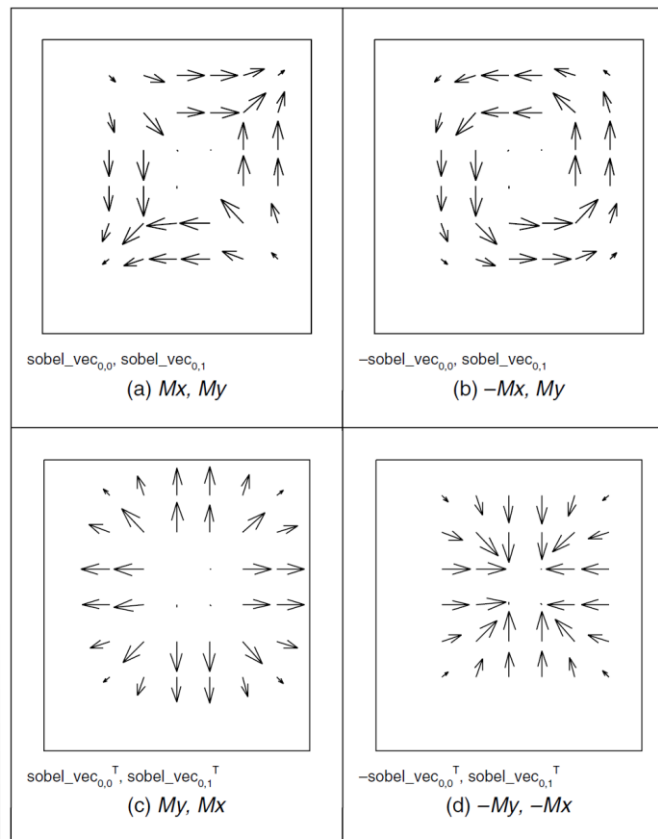 sobel_vec0,0, sobel_vec0,1
(a) Mx, My
–sobel_vec0,0, sobel_vec0,1
(b) –Mx, My
sobel_vec0,0T, sobel_vec0,1T
(c) My, Mx
–sobel_vec0,0T, sobel_vec0,1T
(d) –My, –Mx